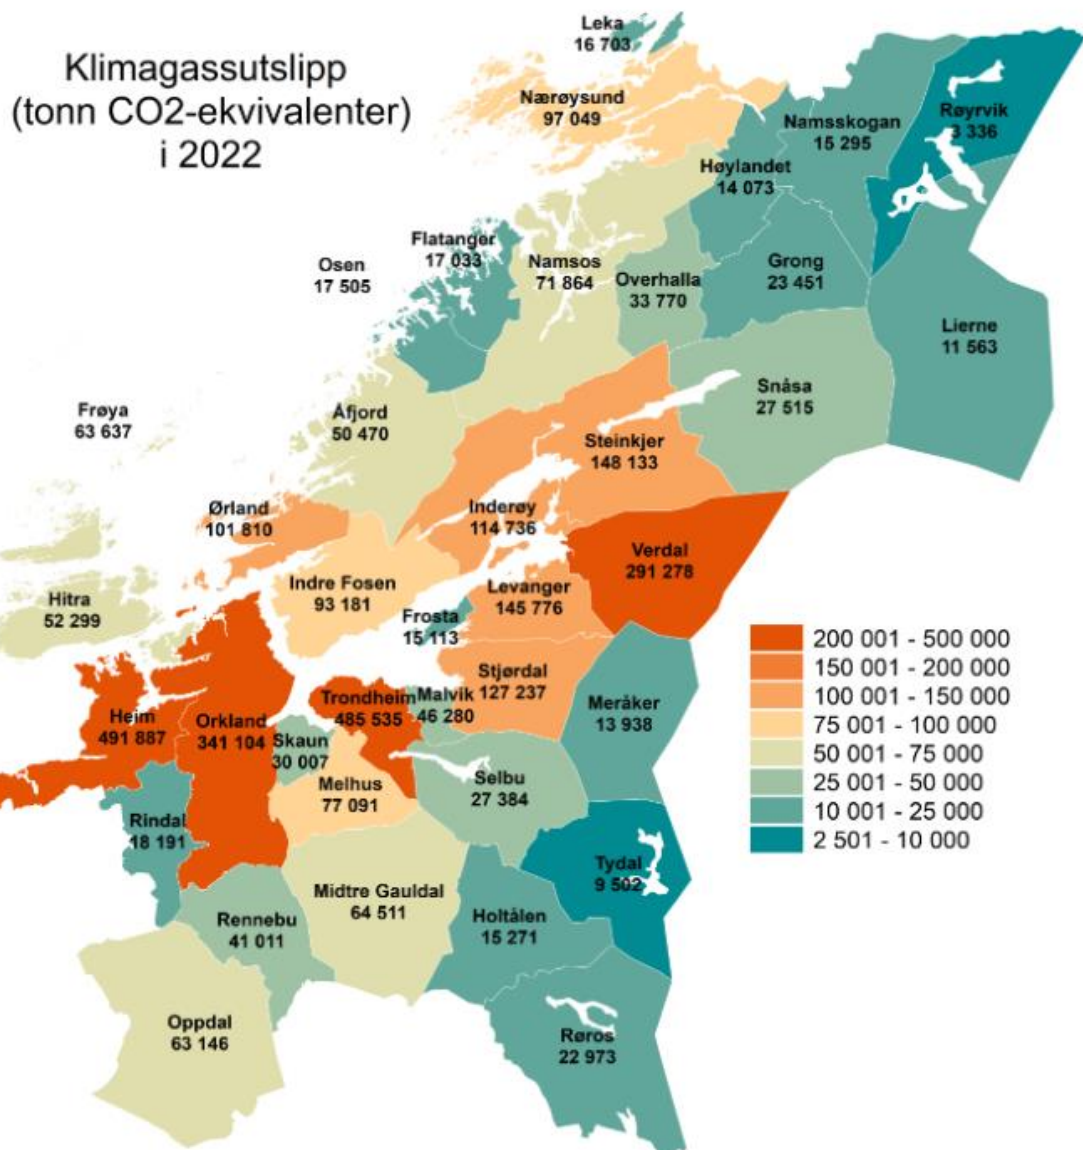 Klimagassutslipp
(tonn CO2-ekvivalenter)
i 2022
Leka
16 703
Nærøysund
97 049
Namsskogan
15 295
Røyrvik
3 336
Høylandet
14 073
Flatanger
17 033
Osen
17 505
Namsos
71 864
Overhalla
33 770
Grong
23 451
Lierne
11 563
Snåsa
27 515
Frøya
63 637
Åfjord
50 470
Steinkjer
148 133
Ørland
101 810
Inderøy
114 736
Verdal
291 278
Indre Fosen
93 181
Levanger
145 776
Hitra
52 299
Frosta
15 113
Stjørdal
127 237
Meråker
13 938
Heim
491 887
Orkland
341 104
Trondheim
485 535
Malvik
46 280
Skaun
30 007
Melhus
77 091
Selbu
27 384
Rindal
18 191
Tydal
9 502
Midtre Gauldal
64 511
Rennebu
41 011
Holtålen
15 271
Oppdal
63 146
Røros
22 973
200 001 - 500 000
150 001 - 200 000
100 001 - 150 000
75 001 - 100 000
50 001 - 75 000
25 001 - 50 000
10 001 - 25 000
2 501 - 10 000